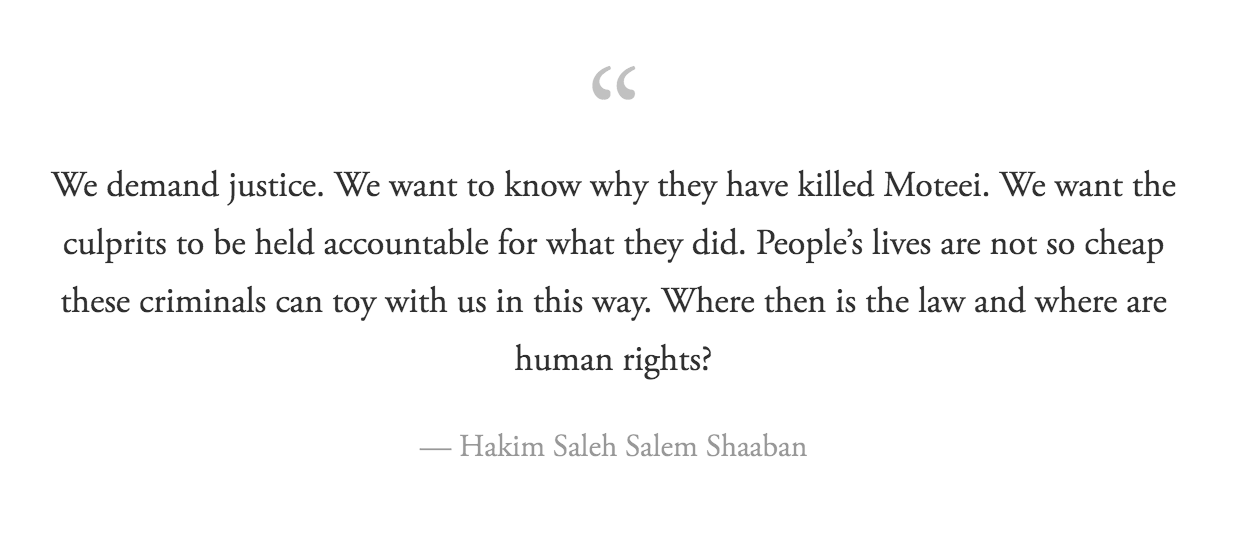 “
We demand justice. We want to know why they have killed Moteei. We want the
culprits to be held accountable for what they did. People’s lives are not so cheap
these criminals can toy with us in this way. Where then is the law and where are
human rights?
— Hakim Saleh Salem Shaaban